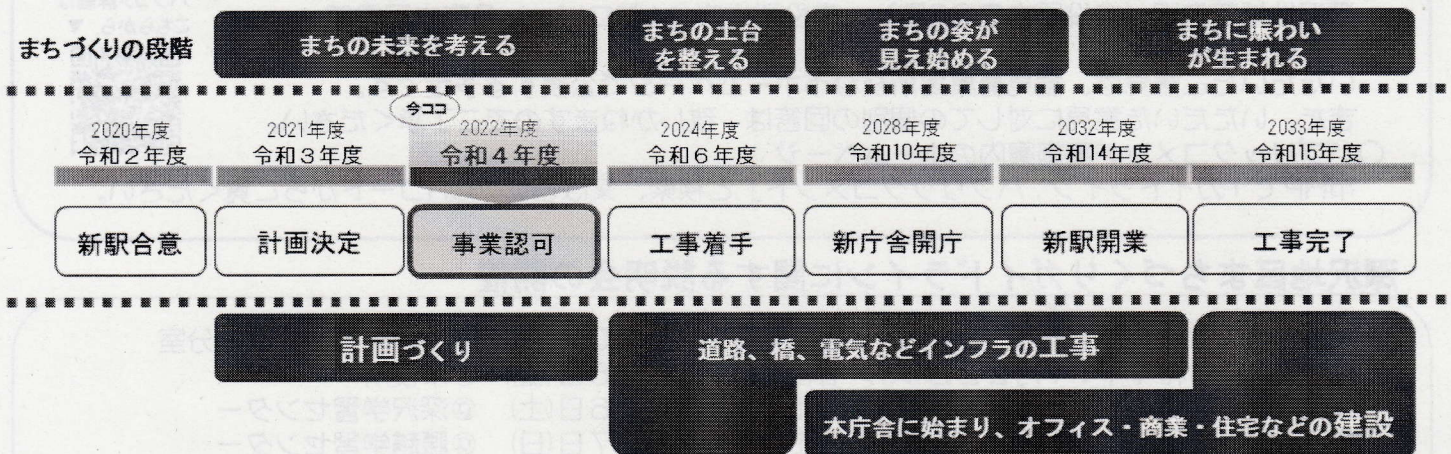 まちづくりの段階
まちの未来を考える
まちの土台
を整える
まちの姿が
見え始める
まちに賑わい
が生まれる
今ココ
2020年度
令和2年度
2021年度
令和3年度
2022年度
令和4年度
2024年度
令和6年度
2028年度
令和10年度
2032年度
令和14年度
2033年度
令和15年度
新駅合意
計画決定
事業認可
工事着手
新庁舎開庁
新駅開業
工事完了
計画づくり
道路、橋、電気などインフラの工事
本庁舎に始まり、オフィス・商業・住宅などの建設